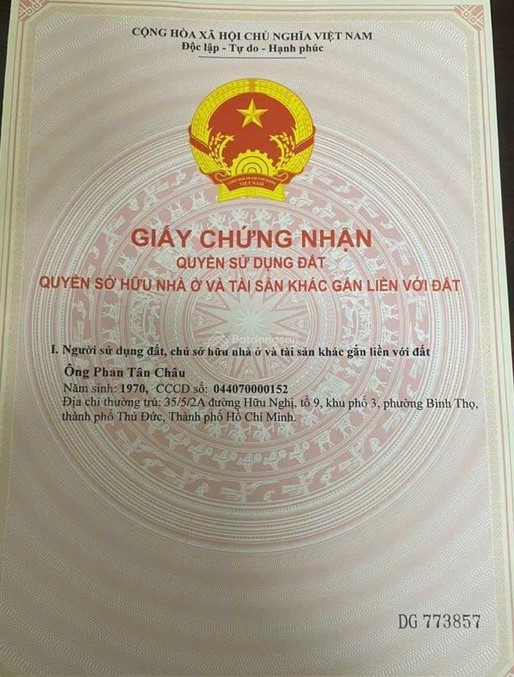 CỘNG HÒA XÃ HỘI CHỦ NGHĨA VIỆT NAM
Độc lập - Tự do - Hạnh phúc
VIỆT NAM
GIẤY CHỨNG NHẬN
QUYỀN SỬ DỤNG ĐẤT
QUYỀN SỞ HỮU NHÀ Ở VÀ TÀI SẢN KHÁC GẮN LIỀN VỚI ĐẤT
Batdongsan
I. Người sử dụng đất, chủ sở hữu nhà ở và tài sản khác gắn liền với đất
Ông Phan Tấn Châu
Năm sinh: 1970, CCCD số: 044070000152
Địa chỉ thường trú: 35/5/2A đường Hữu Nghị, tổ 9, khu phố 3, phường Bình Thọ,
thành phố Thủ Đức, Thành phố Hồ Chí Minh.
DG 773857